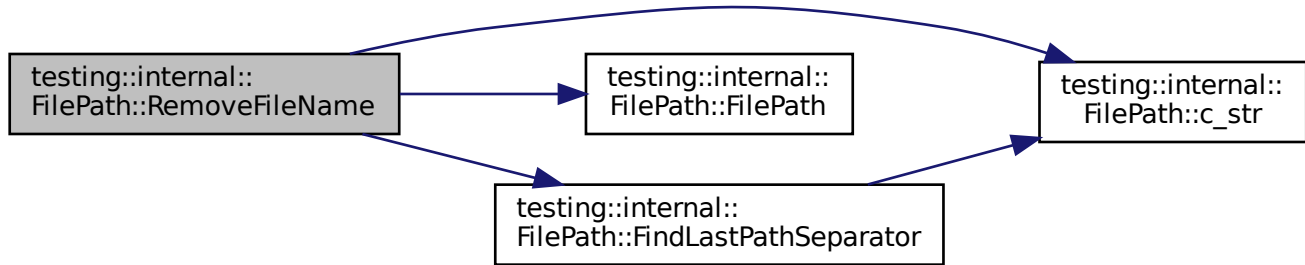 testing::internal::
FilePath::RemoveFileName
testing::internal::
FilePath::FilePath
testing::internal::
FilePath::c_str
testing::internal::
FilePath::FindLastPathSeparator